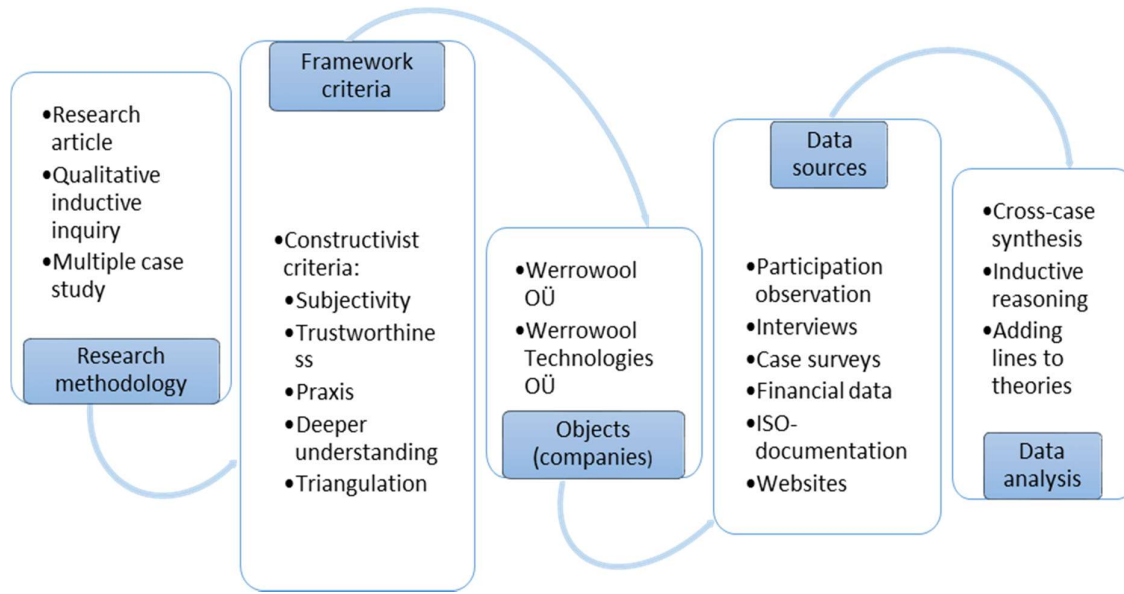 •Research
article
•Qualitative
inductive
inquiry
•Multiple case
study
Research
methodology
Framework
criteria
•Constructivist
criteria:
•Subjectivity
•Trustworthine
ss
•Praxis
•Deeper
understanding
•Triangulation
•Werrowool
OÜ
•Werrowool
Technologies
OÜ
Objects
(companies)
Data
sources
•Participation
observation
•Interviews
•Case surveys
•Financial data
•ISO-
documentation
•Websites
•Cross-case
synthesis
•Inductive
reasoning
•Adding
lines to
theories
Data
analysis